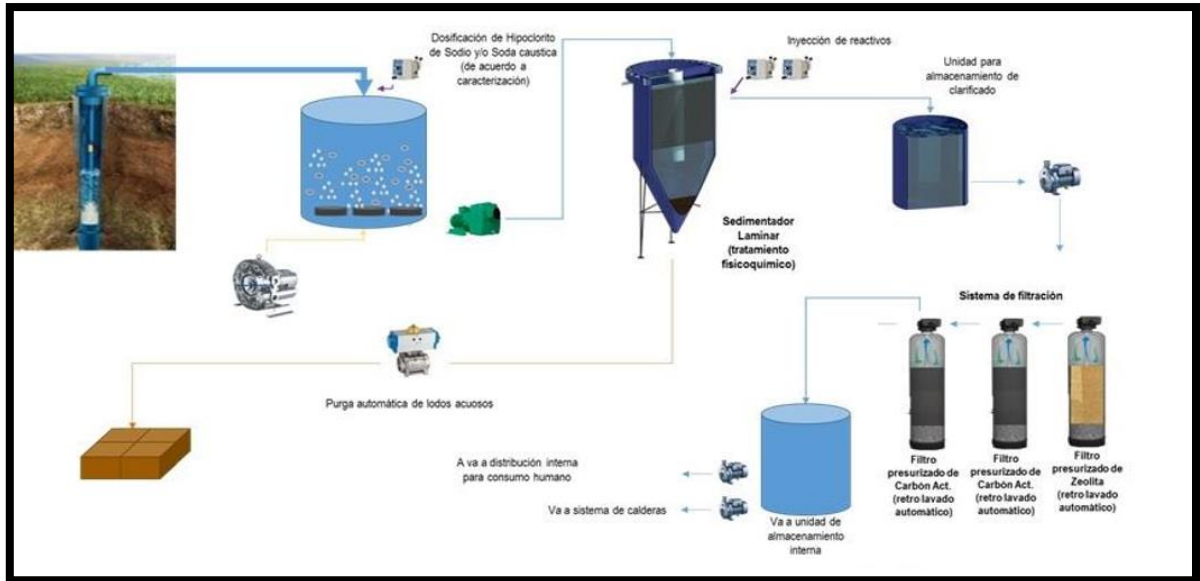 Dosificación de Hipoclorito
de Sodio y/o Soda caustica
(de acuerdo a
caracterización)
Inyección de reactivos
Unidad para
almacenamiento de
clarificado
Sedimentador
Laminar
(tratamiento
fisicoquímico)
Sistema de filtración
Purga automática de lodos acuosos
Filtro
presurizado de
Carbón Act.
(retro lavado
automático)
Filtro
presurizado de
Carbón Act.
(retro lavado
automático)
Filtro
presurizado de
Zeolita
(retro lavado
automático)
A va a distribución interna
para consumo humano
Va a sistema de calderas
Va a unidad de
almacenamiento
interna